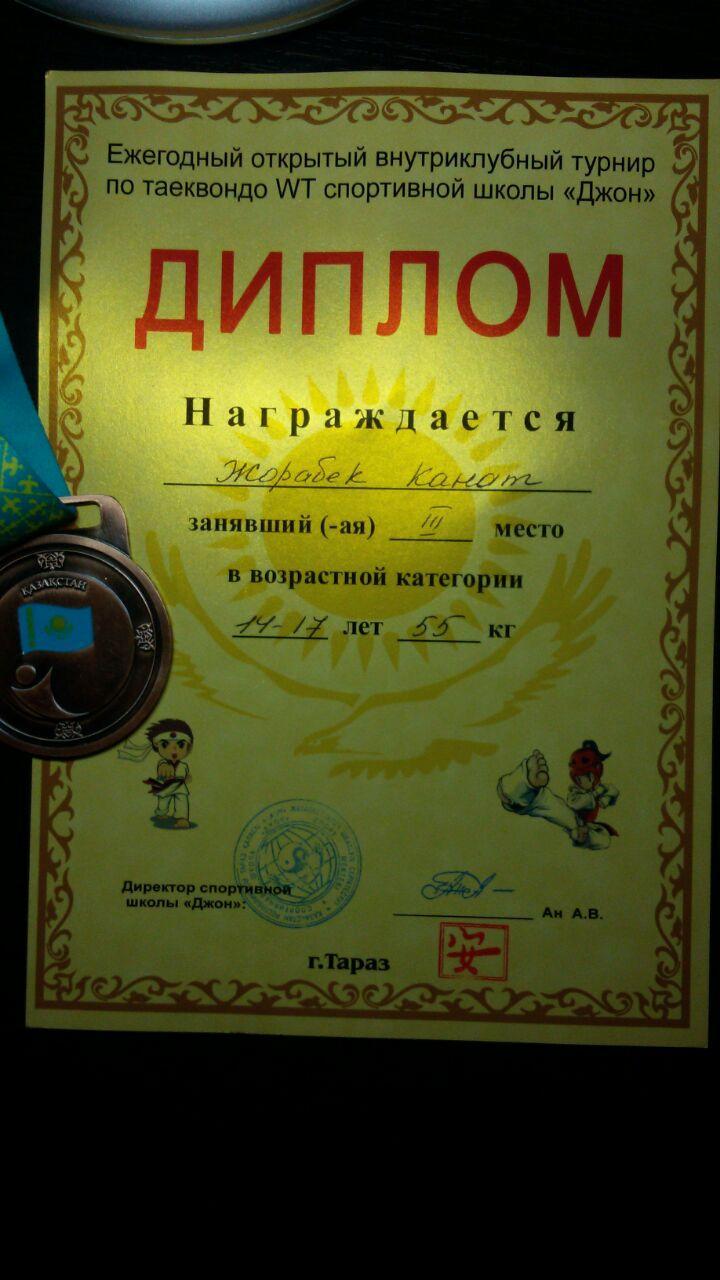 Ежегодный открытый внутриклубный турнир
по таеквондо WT спортивной школы «Джон»
ДИПЛОМ
Награждается
Жорабек Канат
занявший (-ая) III место
в возрастной категории
14-17 лет 55 кг
ҚАЗАҚСТАН
Директор спортивной
школы «Джон»:
Ан А.В.
安
г.Тараз